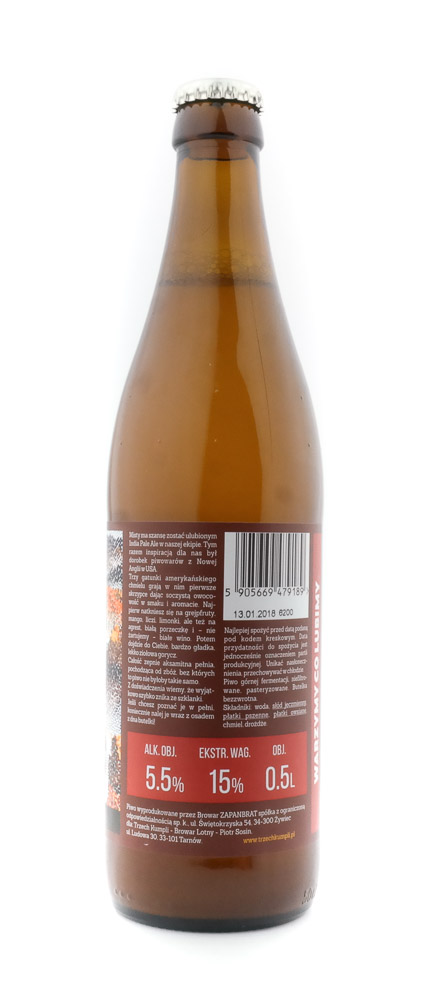 Misty ma szansę zostać ulubionym
India Pale Ale w naszej ekipie. Tym
razem inspiracją dla nas był
dorobek piwowarów z Nowej
Anglii w USA.
Trzy gatunki amerykańskiego
chmielu grają w nim pierwsze
skrzypce dając soczystą owoco-
wość w smaku i aromacie. Naj-
pierw natkniesz się na grejpfruty,
mango, liczi limonki, ale też na
agrest, białą porzeczkę i – nie
żartujemy – białe wino. Potem
dojdzie do Ciebie, bardzo gładka,
lekko ziołowa gorycz.
Całość zepnie aksamitna pełnia,
pochodząca od zbóż, bez których
to piwo nie byłoby takie samo.
Z doświadczenia wiemy, że wyjąt-
kowo szybko znika ze szklanki.
Jeśli chcesz poznać je w pełni,
koniecznie nalej je wraz z osadem
z dna butelki!
5 905669 479189
13.01.2018 6200
Najlepiej spożyć przed datą podaną
pod kodem kreskowym. Data
przydatności do spożycia jest
jednocześnie oznaczeniem partii
produkcyjnej. Unikać nasłonecz-
nienia, przechowywać w chłodzie.
Piwo górnej fermentacji, niefiltro-
wane, pasteryzowane. Butelka
bezzwrotna.
Składniki: woda, słód jęczmienny,
płatki pszenne, płatki owsiane,
chmiel, drożdże.
WARZYMY CO LUBIMY
ALK. OBJ. EKSTR. WAG. OBJ.
5.5% 15% 0.5L
Piwo wyprodukowane przez Browar ZAPANBRAT spółka z ograniczoną
odpowiedzialnością sp. k., ul. Świętokrzyska 54, 34-300 Żywiec
dla: Trzech Kumpli - Browar Lotny - Piotr Sosin
ul. Ludowa 30, 33-101 Tarnów
www.trzechkumpli.pl